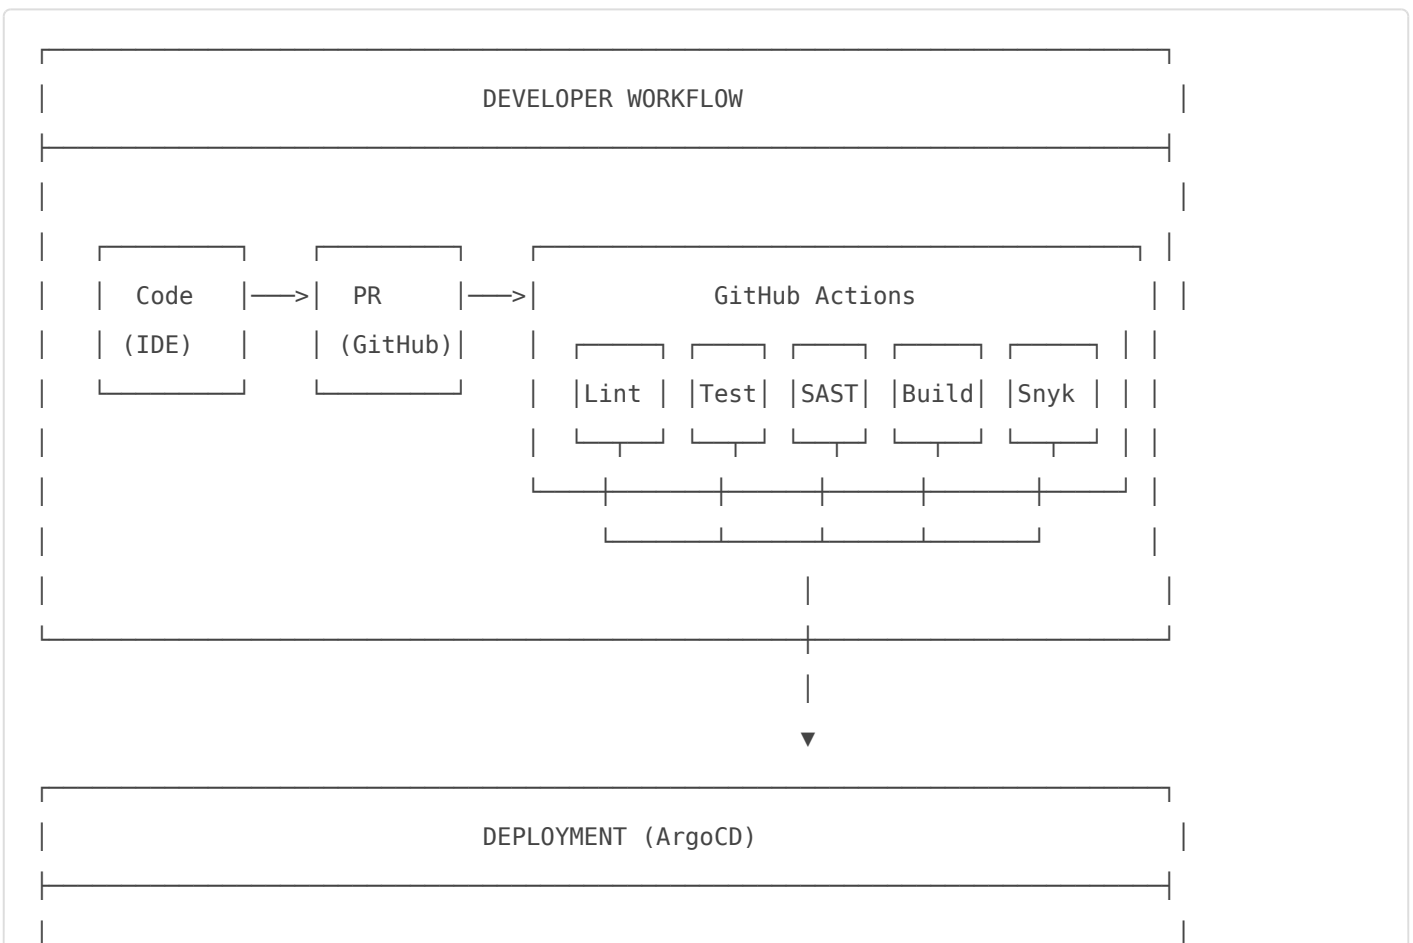 DEVELOPER WORKFLOW
Code ───>│ PR │───>│ GitHub Actions
(IDE) (GitHub)
Lint Test SAST Build Snyk
▼
DEPLOYMENT (ArgoCD)